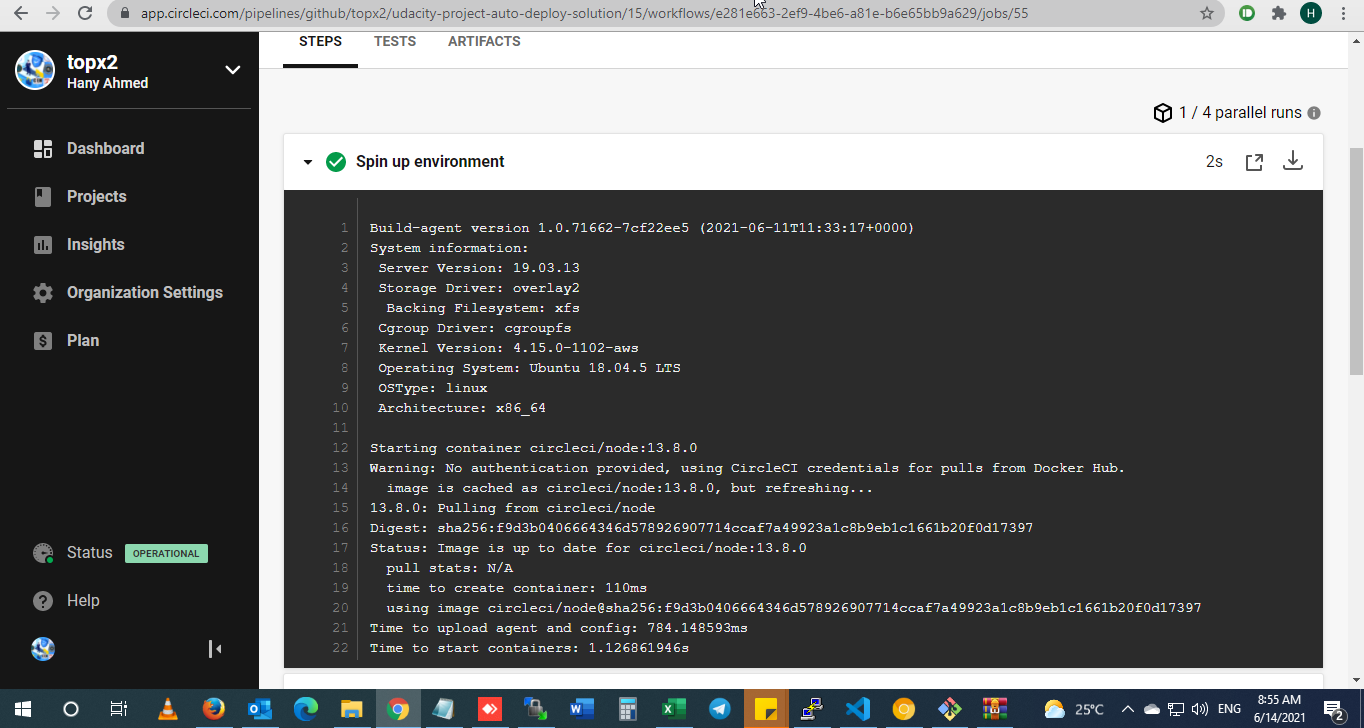 app.circleci.com/pipelines/github/topx2/udacity-project-auto-deploy-solution/15/workflows/e281e663-2ef9-4be6-a81e-b6e65bb9a629/jobs/55
H
topx2
Hany Ahmed
Dashboard
Projects
Insights
Organization Settings
Plan
Status OPERATIONAL
Help
STEPS TESTS ARTIFACTS
1 / 4 parallel runs
Spin up environment 2s
1 Build-agent version 1.0.71662-7cf22ee5 (2021-06-11T11:33:17+0000)
2 System information:
3 Server Version: 19.03.13
4 Storage Driver: overlay2
5 Backing Filesystem: xfs
6 Cgroup Driver: cgroupfs
7 Kernel Version: 4.15.0-1102-aws
8 Operating System: Ubuntu 18.04.5 LTS
9 OSType: linux
10 Architecture: x86_64
11
12 Starting container circleci/node:13.8.0
13 Warning: No authentication provided, using CircleCI credentials for pulls from Docker Hub.
14 image is cached as circleci/node:13.8.0, but refreshing...
15 13.8.0: Pulling from circleci/node
16 Digest: sha256:f9d3b0406664346d578926907714ccaf7a49923a1c8b9eb1c1661b20f0d17397
17 Status: Image is up to date for circleci/node:13.8.0
18 pull stats: N/A
19 time to create container: 110ms
20 using image circleci/node@sha256:f9d3b0406664346d578926907714ccaf7a49923a1c8b9eb1c1661b20f0d17397
21 Time to upload agent and config: 784.148593ms
22 Time to start containers: 1.126861946s
25°C ENG
8:55 AM
6/14/2021
2